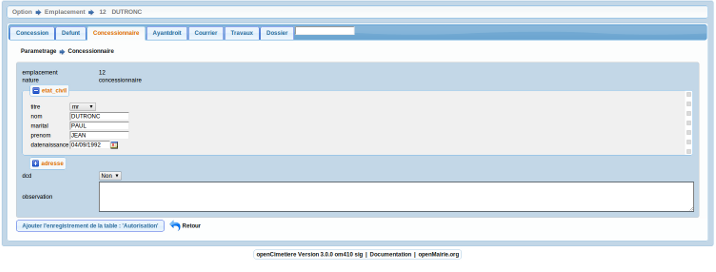 Option Emplacement 12 DUTRONC
Concession Defunt Concessionnaire Ayantdroit Courrier Travaux Dossier
Parametrage Concessionnaire
emplacement 12
nature concessionnaire
etat_civil
titre mr
nom DUTRONC
marital PAUL
prenom JEAN
datenaissance 04/09/1992
adresse
dcd Non
observation
Ajouter l'enregistrement de la table : 'Autorisation' Retour
openCimetiere Version 3.0.0 om410 sig | Documentation | openMairie.org